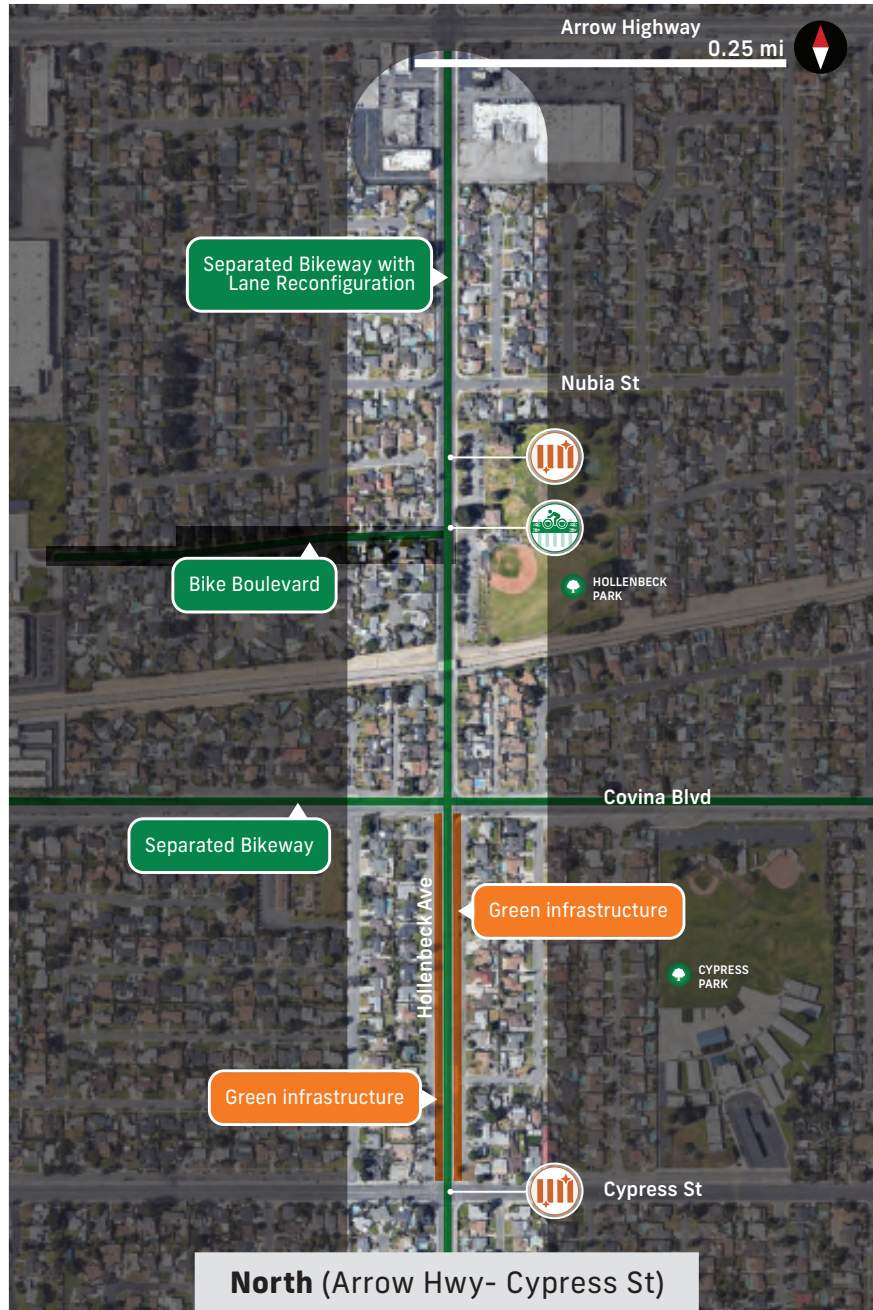 Arrow Highway
0.25 mi
Separated Bikeway with
Lane Reconfiguration
Nubia St
Bike Boulevard
HOLLENBECK
PARK
Covina Blvd
Separated Bikeway
Hollenbeck Ave
Green infrastructure
CYPRESS
PARK
Green infrastructure
Cypress St
North (Arrow Hwy- Cypress St)